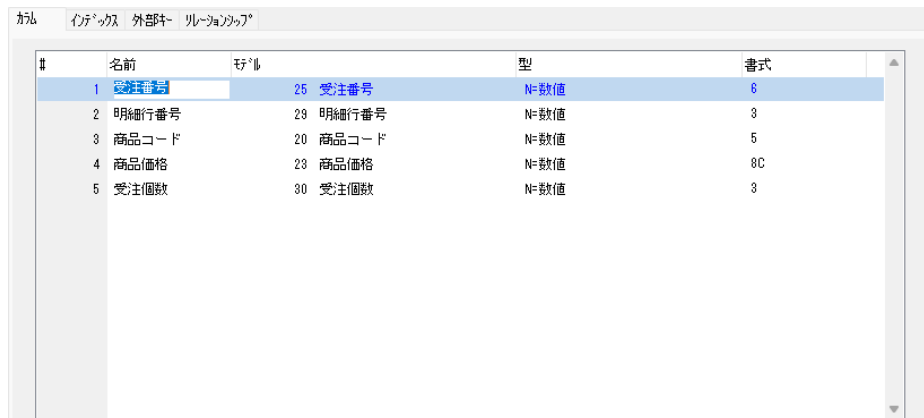 ｶﾗﾑ ｲﾝﾃﾞｯｸｽ 外部ｷｰ ﾘﾚｰｼｮﾝｼｯﾌﾟ
# 名前 ﾓﾃﾞﾙ 型 書式
1 受注番号 25 受注番号 N=数値 6
2 明細行番号 29 明細行番号 N=数値 3
3 商品コード 20 商品コード N=数値 5
4 商品価格 23 商品価格 N=数値 8C
5 受注個数 30 受注個数 N=数値 3